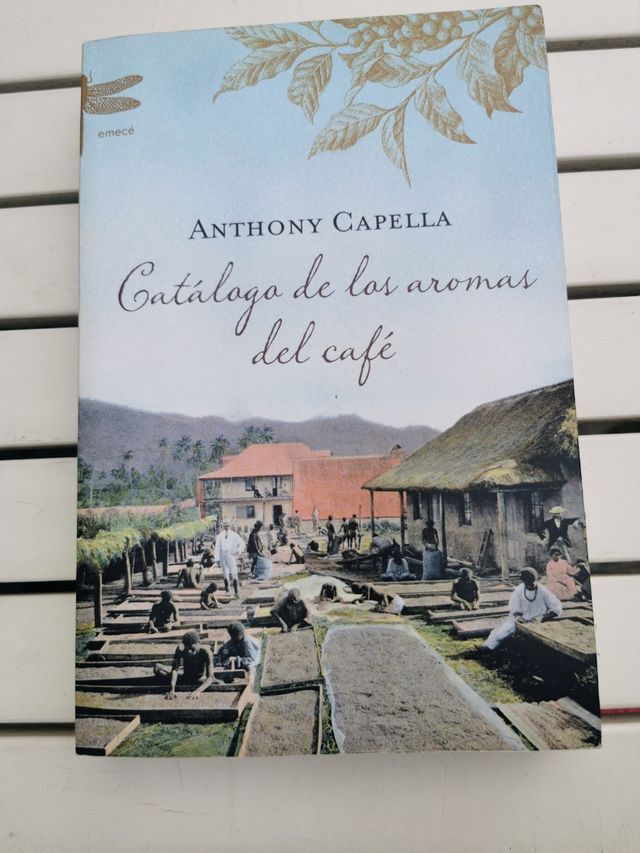 emecé
ANTHONY CAPELLA
Catálogo de los aromas
del café